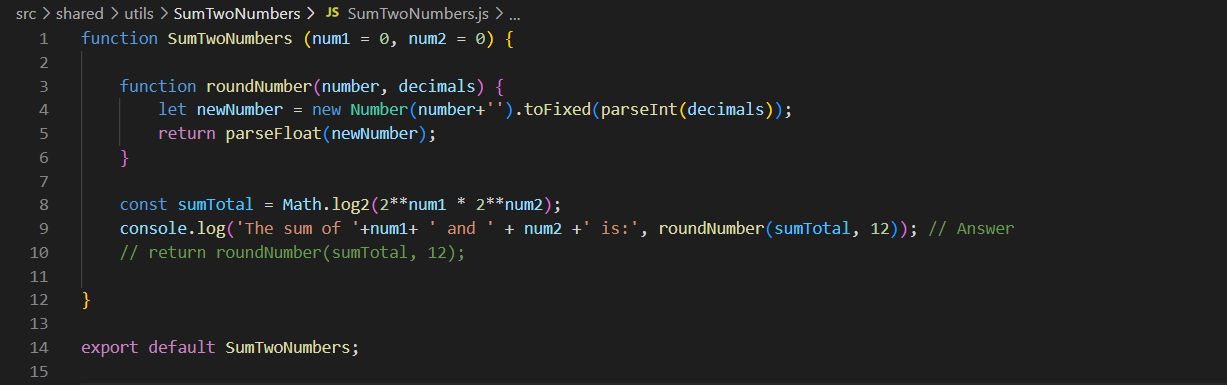 src > shared > utils > SumTwoNumbers > JS SumTwoNumbers.js > ...
1 function SumTwoNumbers (num1 = 0, num2 = 0) {
2
3     function roundNumber(number, decimals) {
4         let newNumber = new Number(number+'').toFixed(parseInt(decimals));
5         return parseFloat(newNumber);
6     }
7
8     const sumTotal = Math.log2(2**num1 * 2**num2);
9     console.log('The sum of '+num1+ ' and ' + num2 +' is:', roundNumber(sumTotal, 12)); // Answer
10     // return roundNumber(sumTotal, 12);
11
12 }
13
14 export default SumTwoNumbers;
15